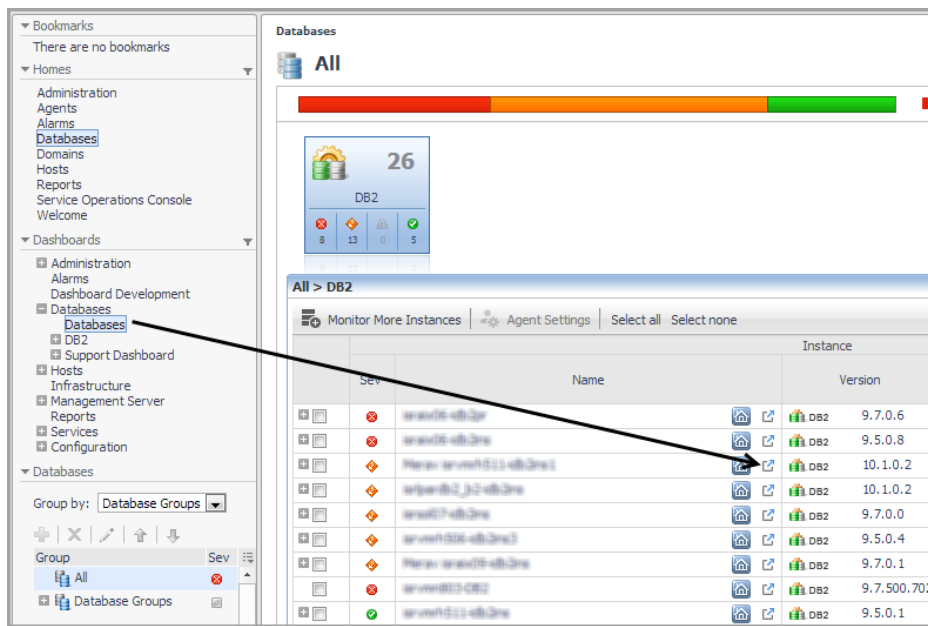 Bookmarks
There are no bookmarks
Homes
Administration
Agents
Alarms
Databases
Domains
Hosts
Reports
Service Operations Console
Welcome
Dashboards
Administration
Alarms
Dashboard Development
Databases
Databases
DB2
Support Dashboard
Hosts
Infrastructure
Management Server
Reports
Services
Configuration
Databases
Group by: Database Groups
Group Sev
All
Database Groups
Databases
All
26
DB2
8 13 0 5
All > DB2
Monitor More Instances Agent Settings Select all Select none
Instance
Sev Name Version
DB2 9.7.0.6
DB2 9.5.0.8
DB2 10.1.0.2
DB2 10.1.0.2
DB2 9.7.0.0
DB2 9.5.0.4
DB2 9.7.0.1
DB2 9.7.500.702
DB2 9.5.0.1